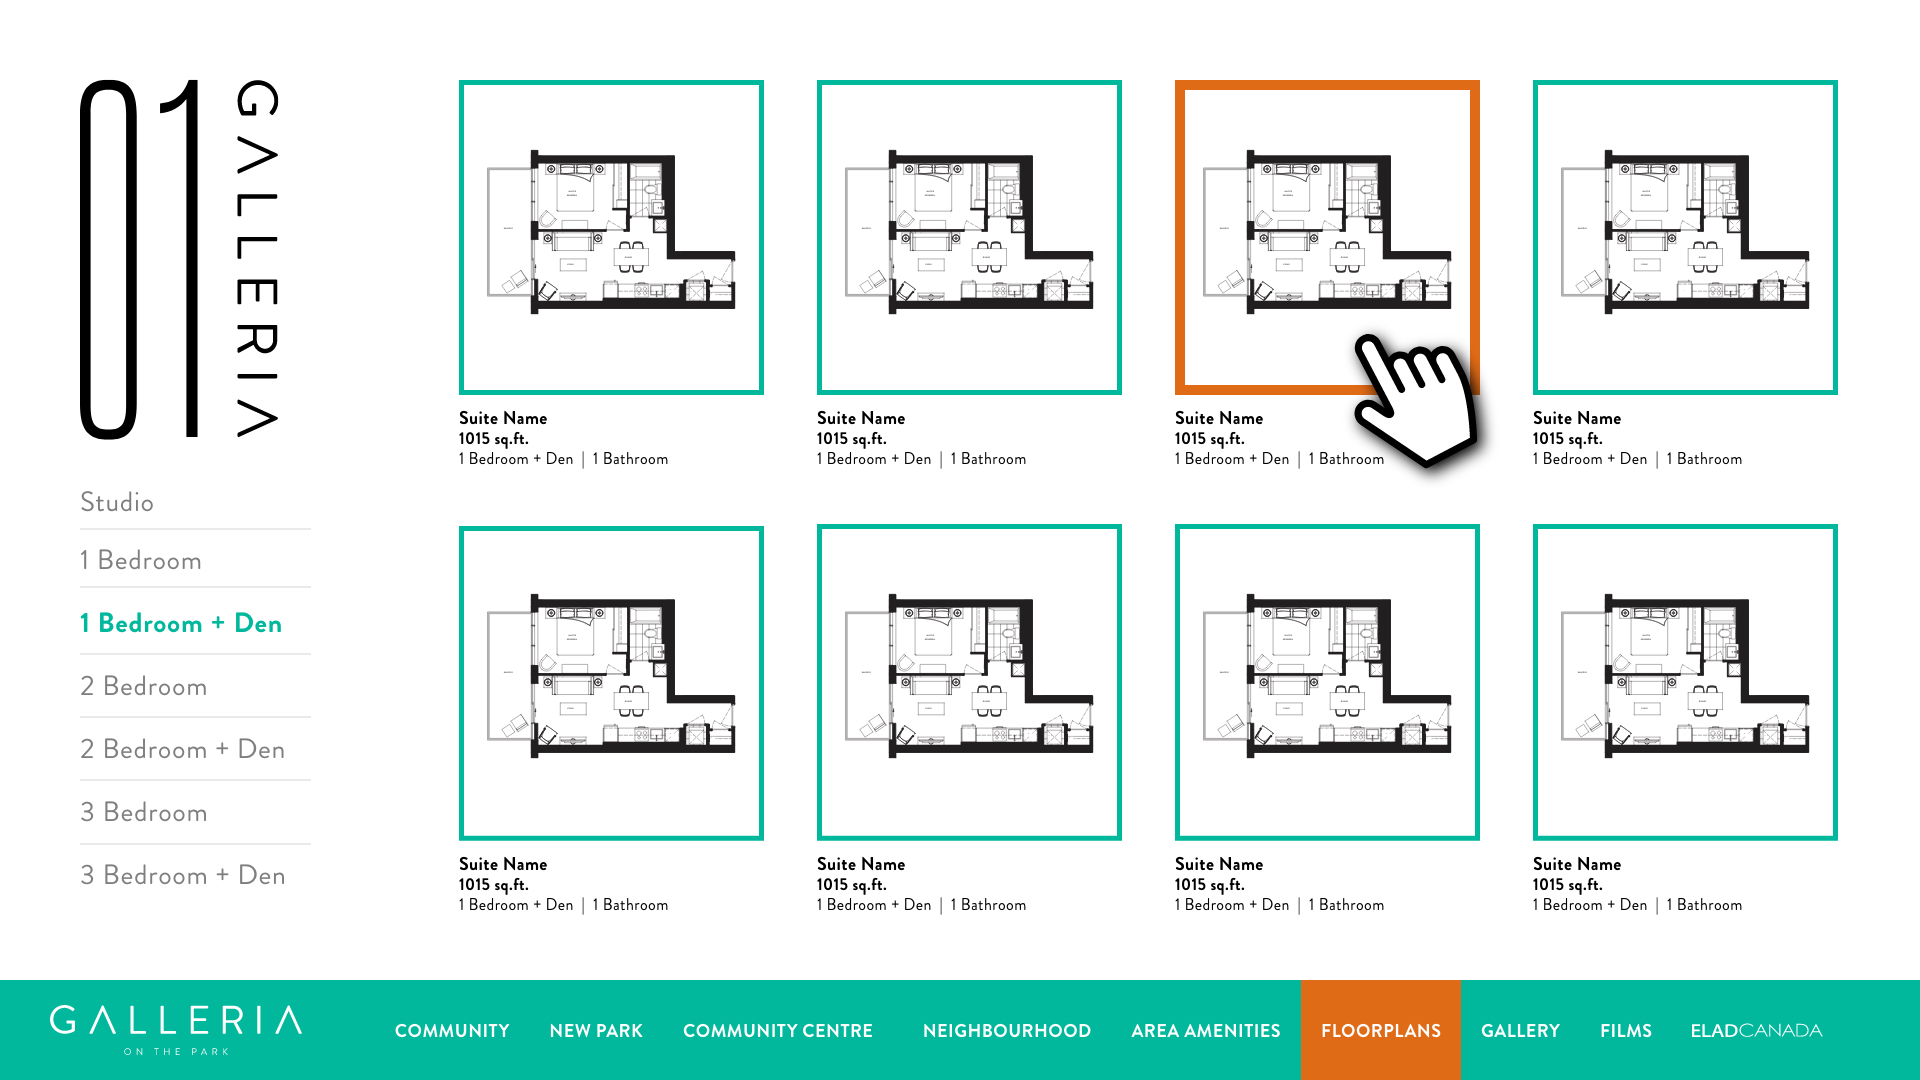 01
GALLERIA
Studio
1 Bedroom
1 Bedroom + Den
2 Bedroom
2 Bedroom + Den
3 Bedroom
3 Bedroom + Den
Suite Name
1015 sq.ft.
1 Bedroom + Den | 1 Bathroom
Suite Name
1015 sq.ft.
1 Bedroom + Den | 1 Bathroom
Suite Name
1015 sq.ft.
1 Bedroom + Den | 1 Bathroom
Suite Name
1015 sq.ft.
1 Bedroom + Den | 1 Bathroom
Suite Name
1015 sq.ft.
1 Bedroom + Den | 1 Bathroom
Suite Name
1015 sq.ft.
1 Bedroom + Den | 1 Bathroom
Suite Name
1015 sq.ft.
1 Bedroom + Den | 1 Bathroom
Suite Name
1015 sq.ft.
1 Bedroom + Den | 1 Bathroom
GALLERIA
ON THE PARK
COMMUNITY NEW PARK COMMUNITY CENTRE NEIGHBOURHOOD AREA AMENITIES FLOORPLANS GALLERY FILMS ELADCANADA